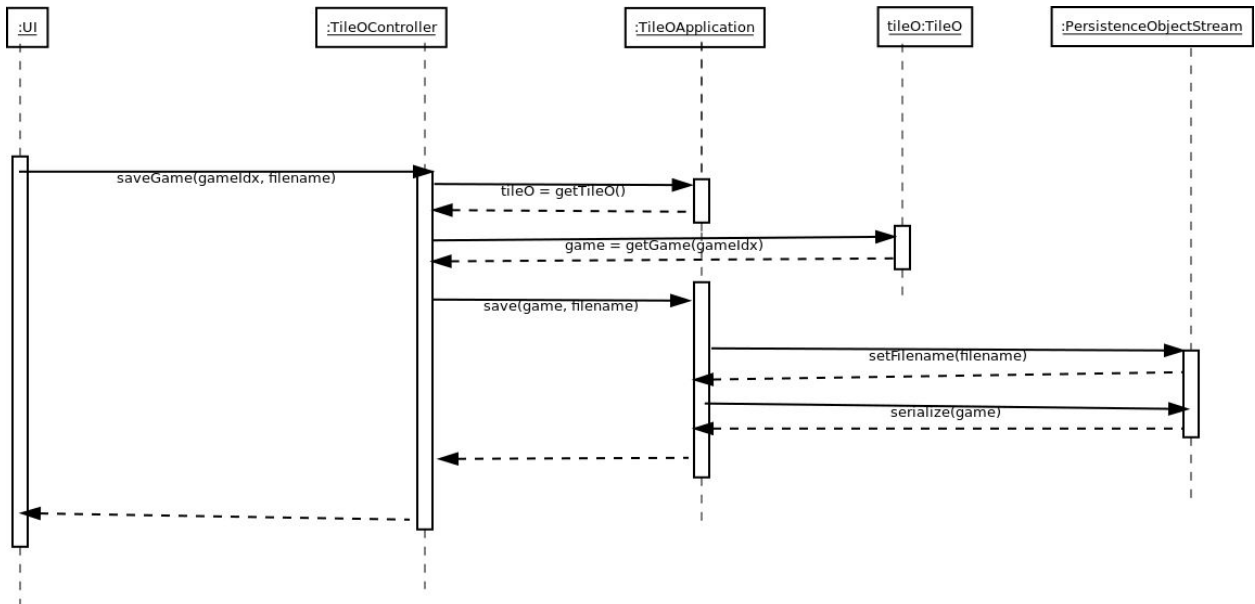 :UI
:TileOController
:TileOApplication
tileO:TileO
:PersistenceObjectStream
saveGame(gameIdx, filename)
tileO = getTileO()
game = getGame(gameIdx)
save(game, filename)
setFilename(filename)
serialize(game)